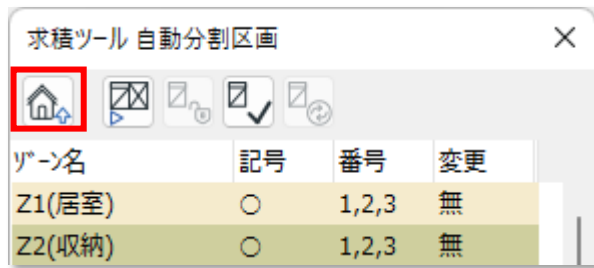 求積ツール 自動分割区画
ゾーン名 記号 番号 変更
Z1(居室) ○ 1,2,3 無
Z2(収納) ○ 1,2,3 無